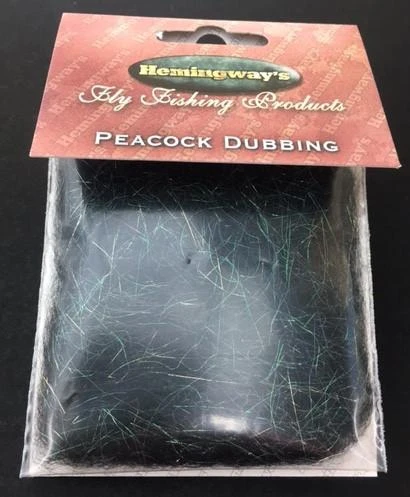 Hemingway's
Fly Fishing Products
PEACOCK DUBBING